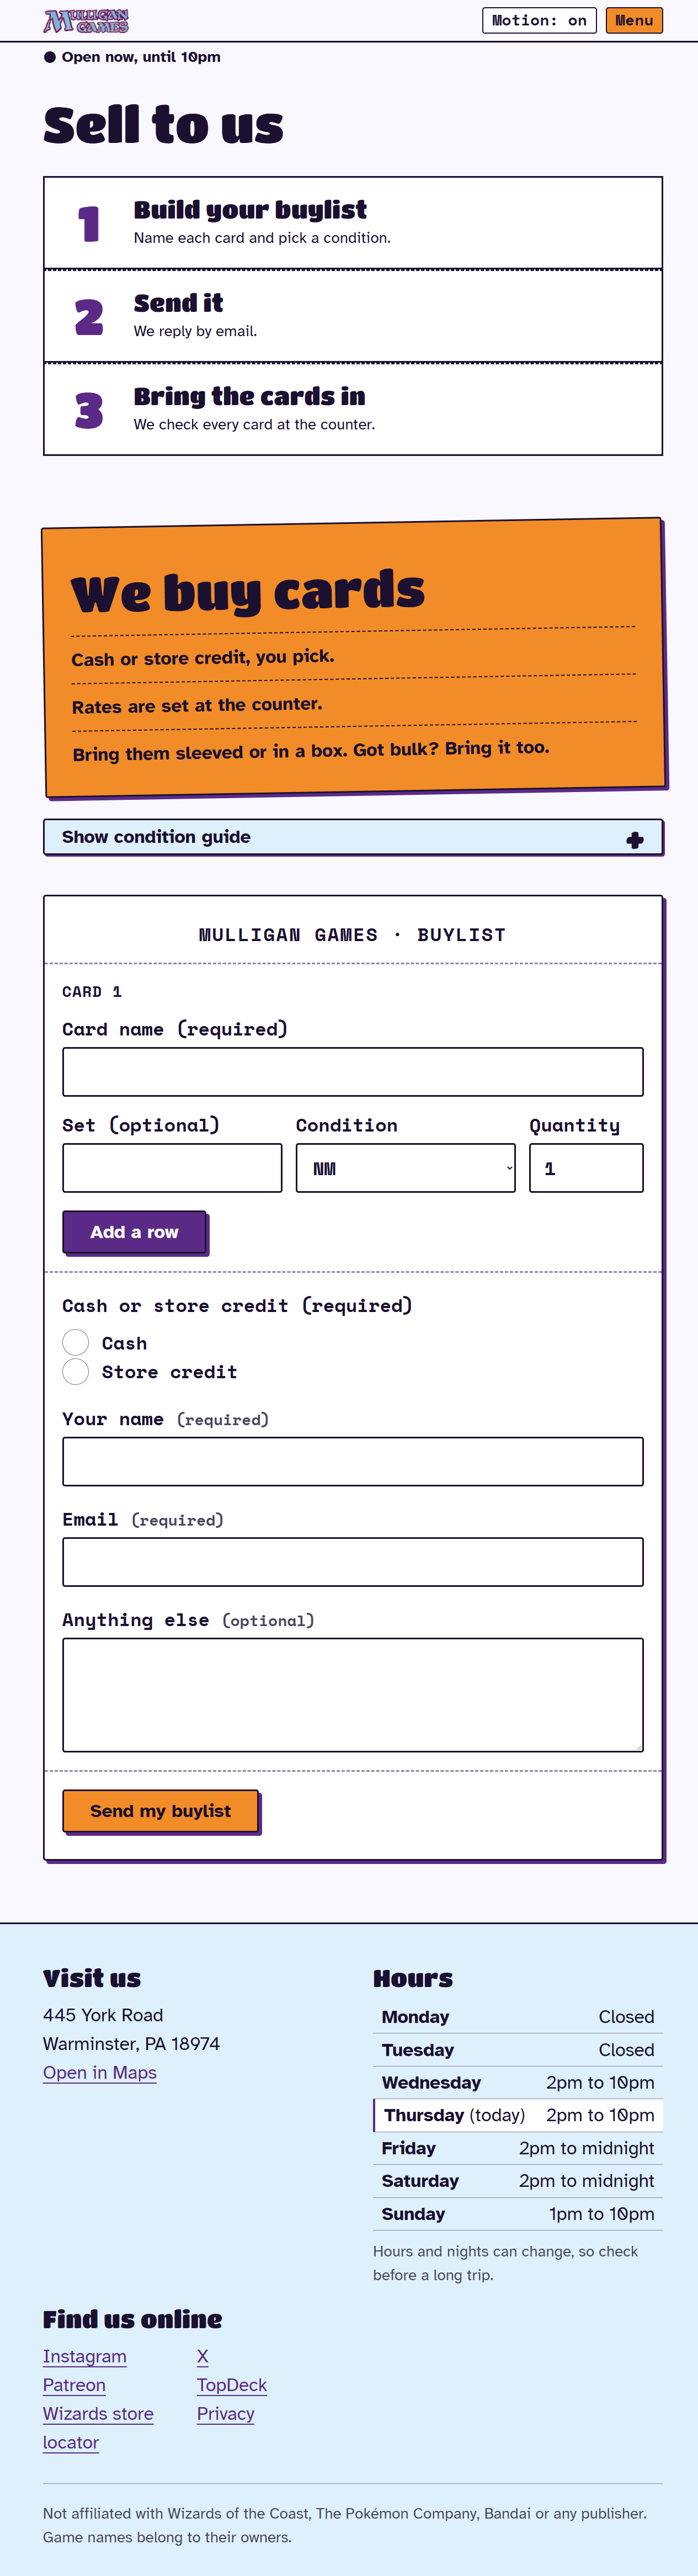 MULLIGAN GAMES
Motion: on
Menu
Open now, until 10pm
Sell to us
1
Build your buylist
Name each card and pick a condition.
2
Send it
We reply by email.
3
Bring the cards in
We check every card at the counter.
We buy cards
Cash or store credit, you pick.
Rates are set at the counter.
Bring them sleeved or in a box. Got bulk? Bring it too.
Show condition guide
MULLIGAN GAMES · BUYLIST
CARD 1
Card name (required)
Set (optional)
Condition
Quantity
NM
1
Add a row
Cash or store credit (required)
Cash
Store credit
Your name (required)
Email (required)
Anything else (optional)
Send my buylist
Visit us
445 York Road
Warminster, PA 18974
Open in Maps
Hours
Monday Closed
Tuesday Closed
Wednesday 2pm to 10pm
Thursday (today) 2pm to 10pm
Friday 2pm to midnight
Saturday 2pm to midnight
Sunday 1pm to 10pm
Hours and nights can change, so check
before a long trip.
Find us online
Instagram
Patreon
Wizards store
locator
X
TopDeck
Privacy
Not affiliated with Wizards of the Coast, The Pokémon Company, Bandai or any publisher.
Game names belong to their owners.